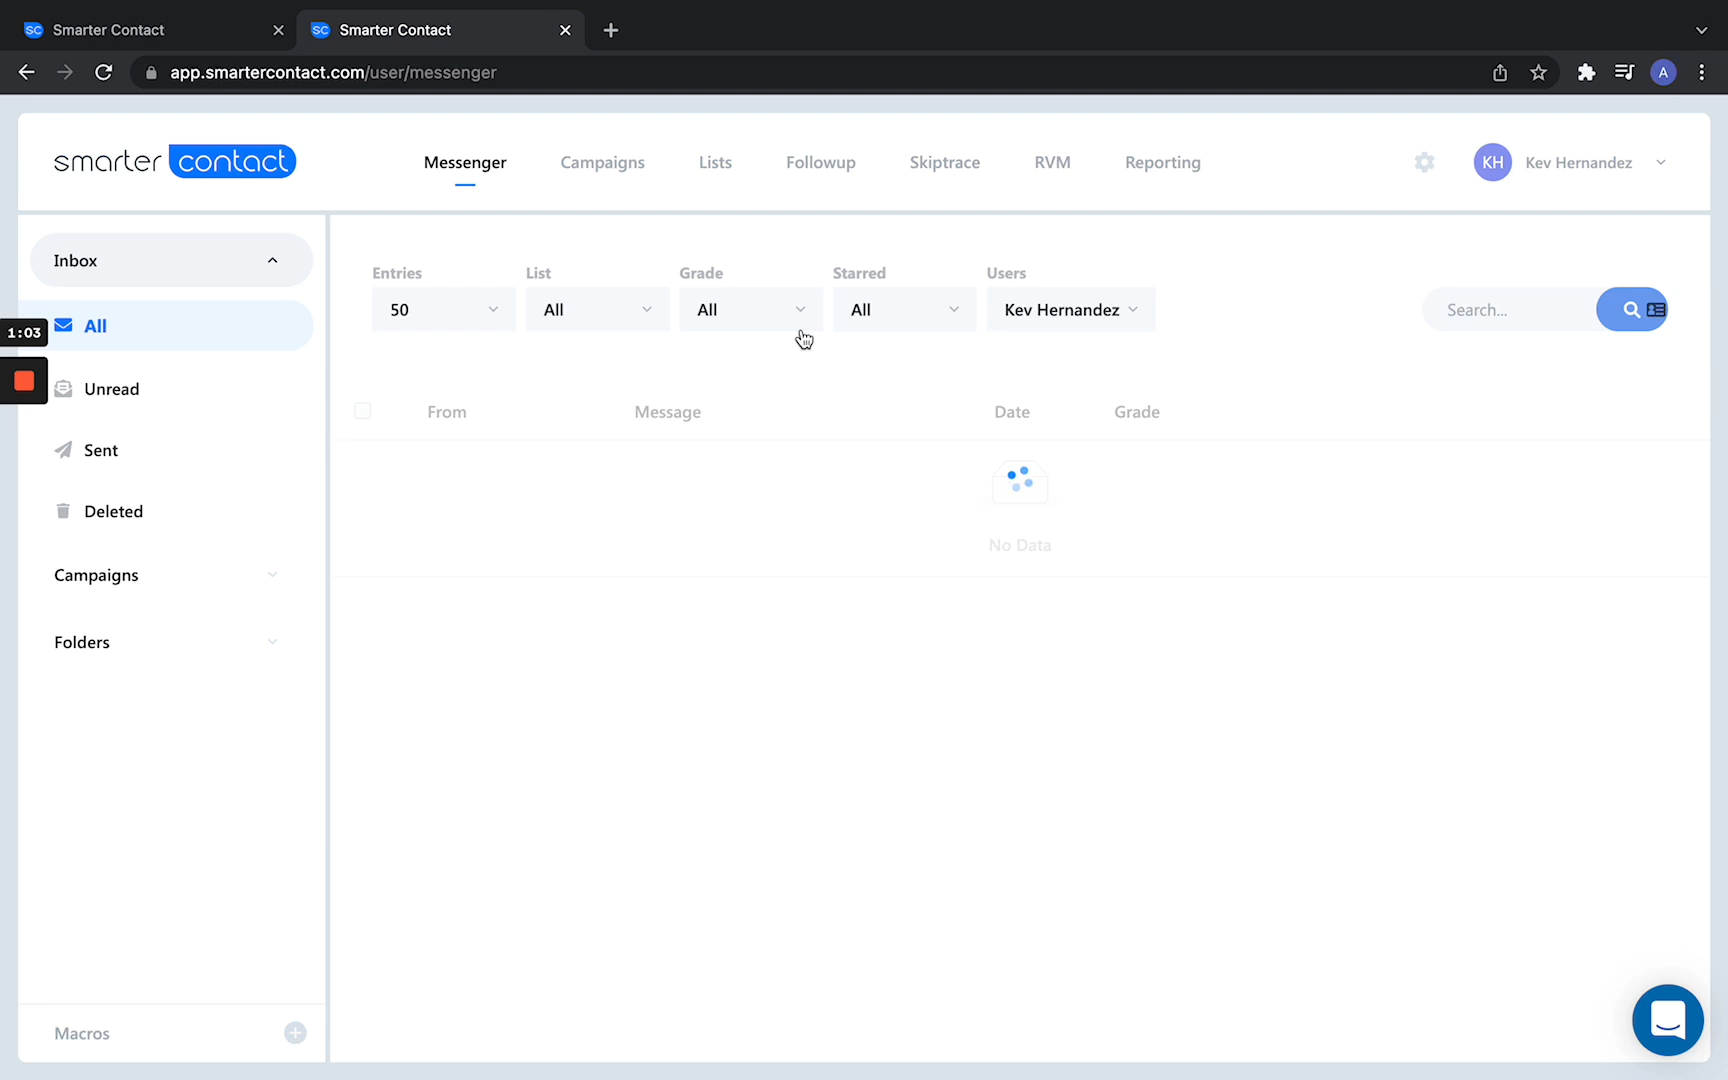 SC Smarter Contact
SC Smarter Contact
app.smartercontact.com/user/messenger
A
smarter contact
Messenger
Campaigns
Lists
Followup
Skiptrace
RVM
Reporting
KH
Kev Hernandez
Inbox
All
1:03
Unread
Sent
Deleted
Campaigns
Folders
Macros
Entries
50
List
All
Grade
All
Starred
All
Users
Kev Hernandez
Search...
From
Message
Date
Grade
No Data